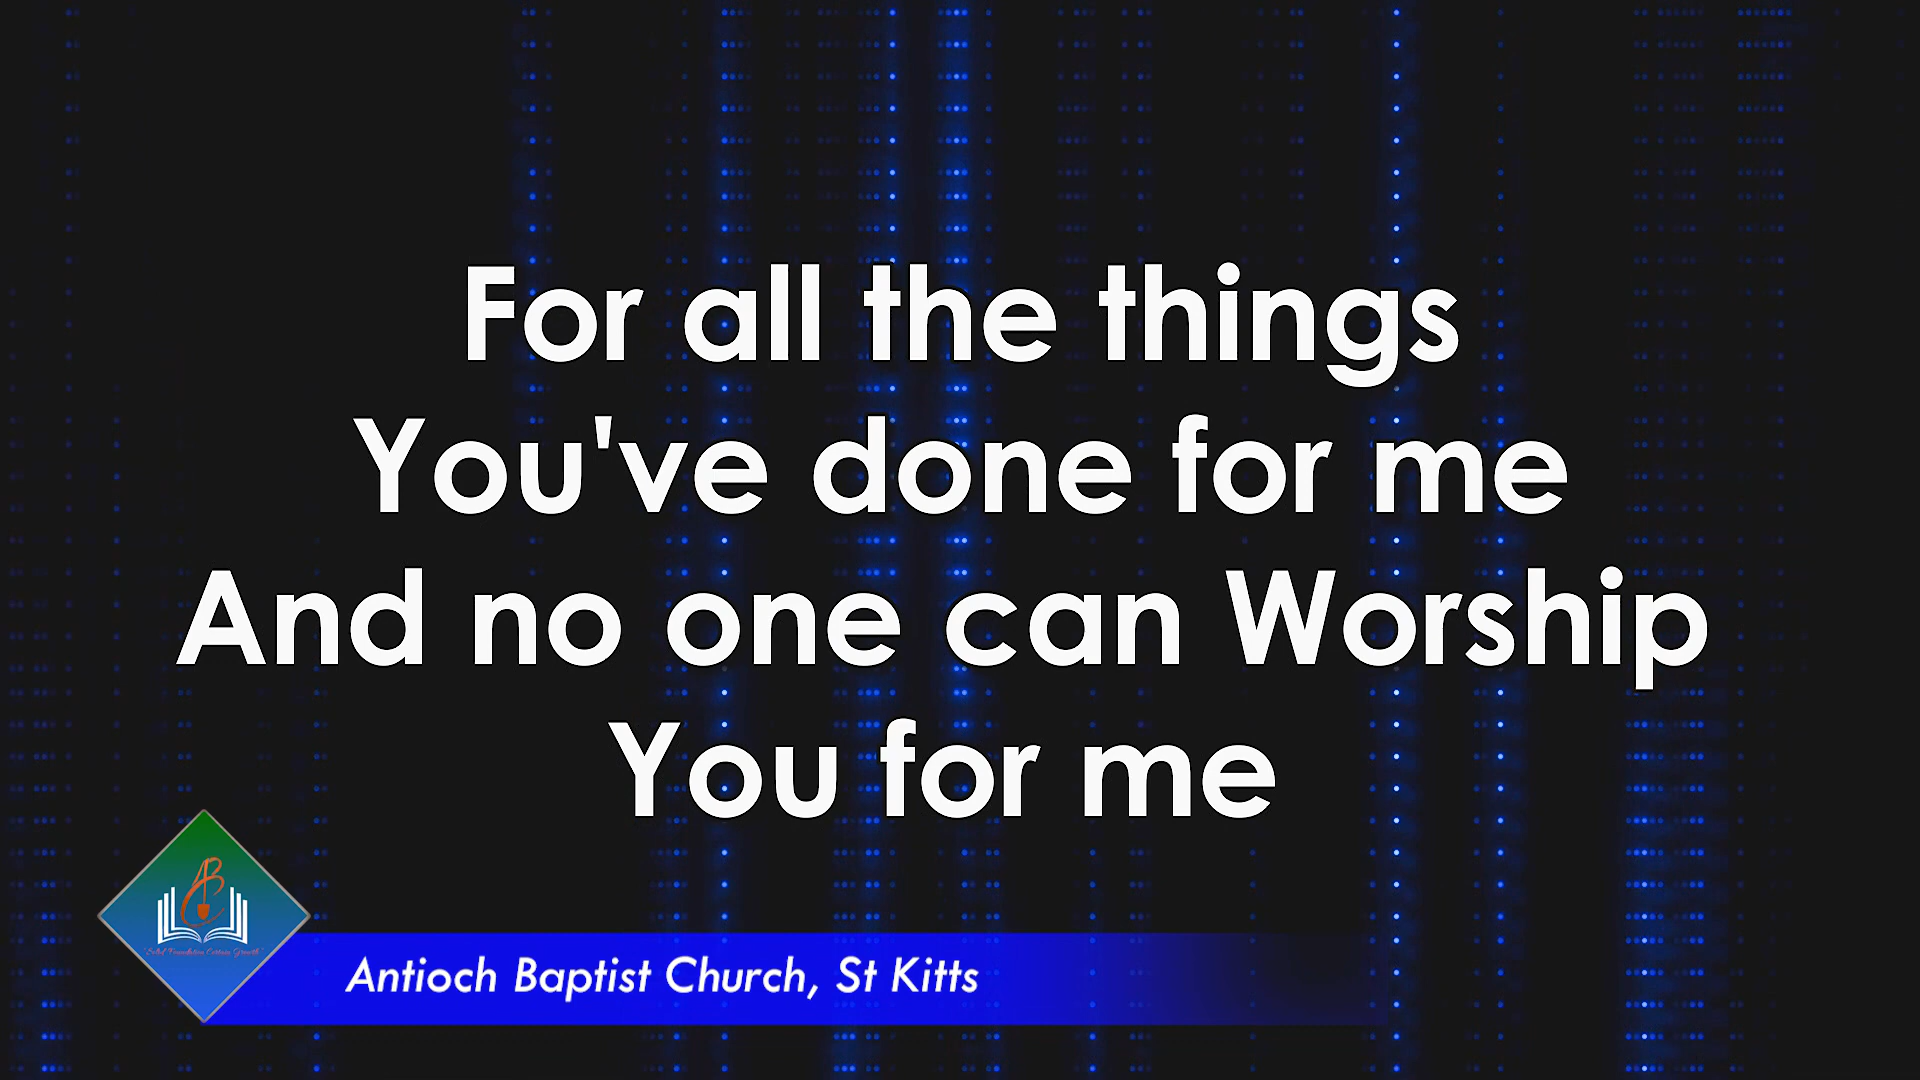 For all the things
You've done for me
And no one can Worship
You for me
Antioch Baptist Church, St Kitts